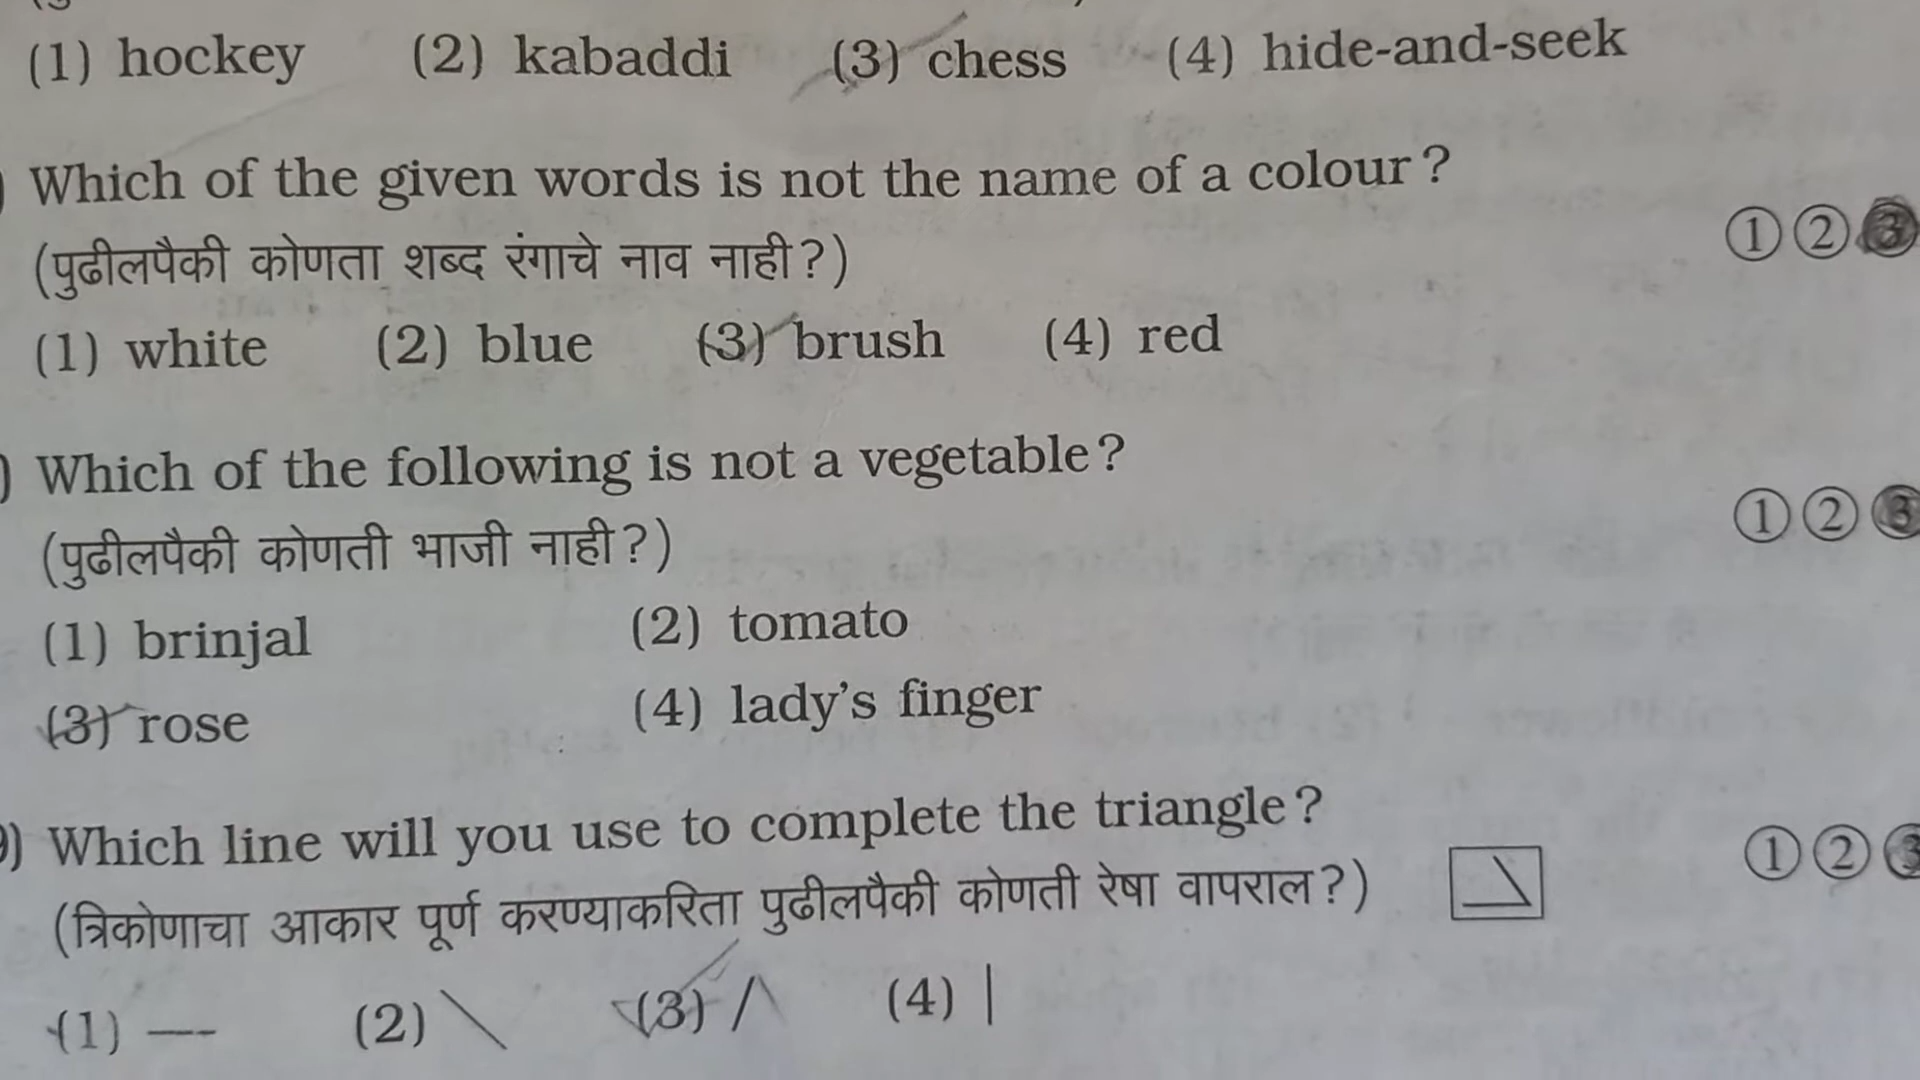 (1) hockey (2) kabaddi (3) chess (4) hide-and-seek
) Which of the given words is not the name of a colour?
(पुढीलपैकी कोणता शब्द रंगाचे नाव नाही?) ① ② ③
(1) white (2) blue (3) brush (4) red
) Which of the following is not a vegetable?
(पुढीलपैकी कोणती भाजी नाही?) ① ② ③
(1) brinjal (2) tomato
(3) rose (4) lady's finger
) Which line will you use to complete the triangle? ① ② ③
(त्रिकोणाचा आकार पूर्ण करण्याकरिता पुढीलपैकी कोणती रेषा वापराल?)
(1) — (2) \ (3) / (4) |